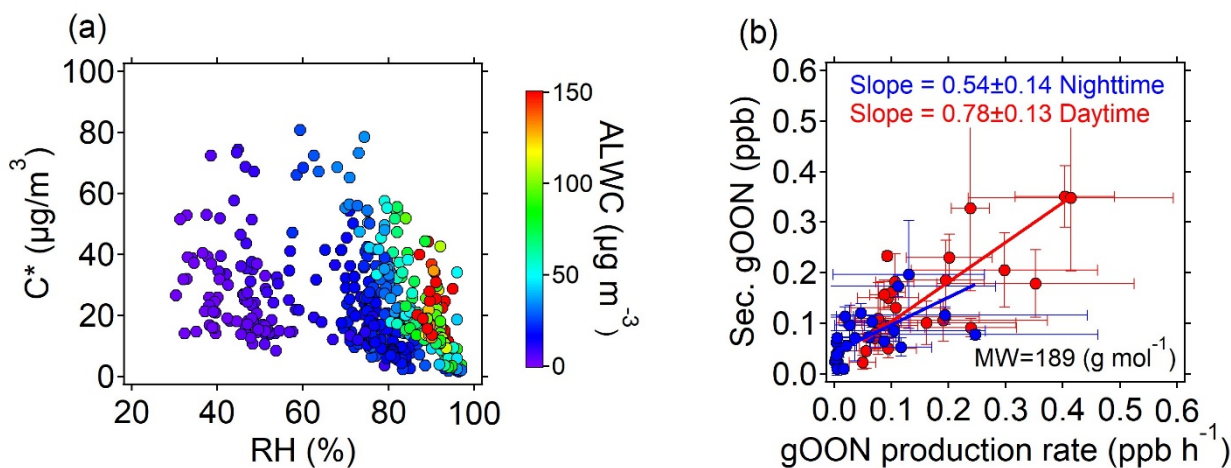 (a)
100
80
60
40
20
0
C* (µg/m³)
20 40 60 80 100
RH (%)
150
100
50
0
ALWC (µg m⁻³)
(b)
0.6
0.5
0.4
0.3
0.2
0.1
0.0
Sec. gOON (ppb)
Slope = 0.54±0.14 Nighttime
Slope = 0.78±0.13 Daytime
MW=189 (g mol⁻¹)
0.0 0.1 0.2 0.3 0.4 0.5 0.6
gOON production rate (ppb h⁻¹)